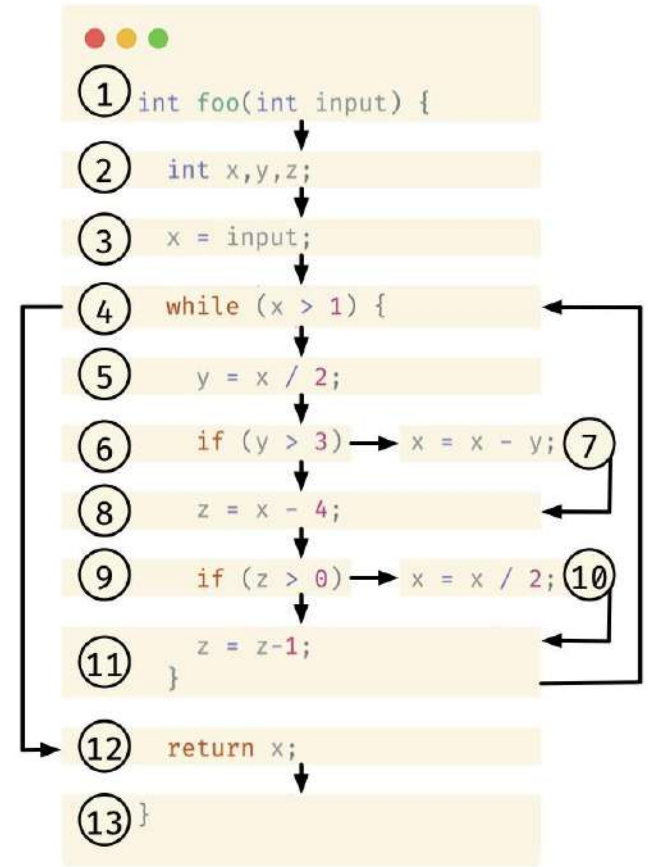 1 int foo(int input) {
2 int x,y,z;
3 x = input;
4 while (x > 1) {
5 y = x / 2;
6 if (y > 3) x = x - y; 7
8 z = x - 4;
9 if (z > 0) x = x / 2; 10
z = z-1;
11 }
12 return x;
13 }